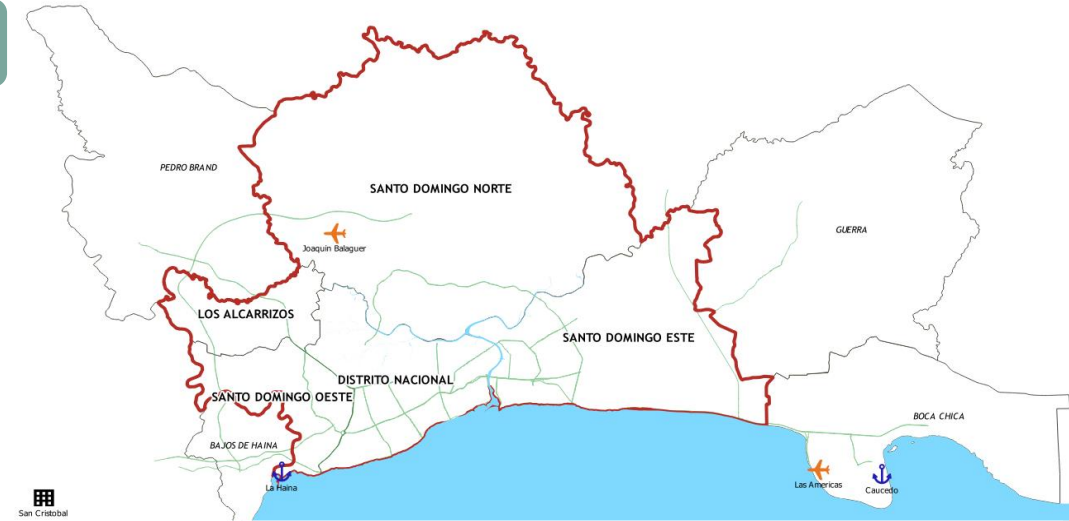 PEDRO BRAND
SANTO DOMINGO NORTE
Joaquin Balaguer
GUERRA
LOS ALCARRIZOS
SANTO DOMINGO ESTE
DISTRITO NACIONAL
SANTO DOMINGO OESTE
BOCA CHICA
BAJOS DE HAINA
La Haina
Las Americas
Caucedo
San Cristobal